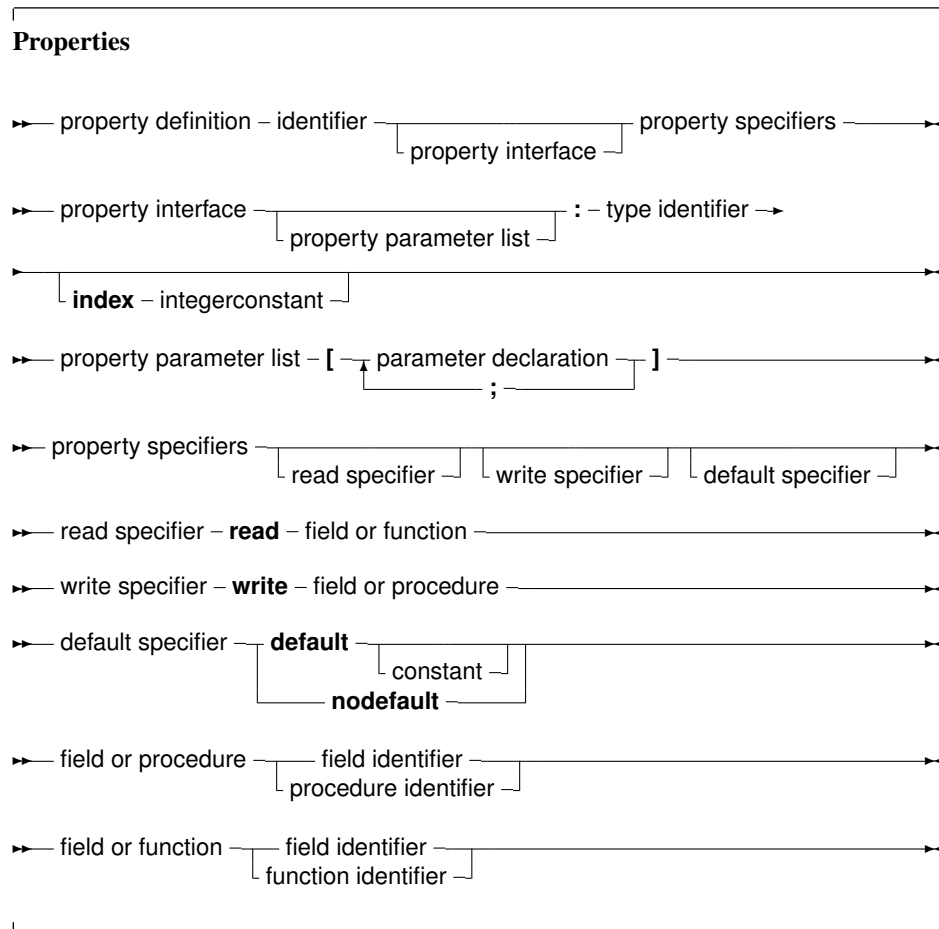 Properties
property definition – identifier property specifiers
property interface
property interface : – type identifier
property parameter list
index – integerconstant
property parameter list – [ parameter declaration ]
;
property specifiers
read specifier write specifier default specifier
read specifier – read – field or function
write specifier – write – field or procedure
default specifier default
constant
nodefault
field or procedure field identifier
procedure identifier
field or function field identifier
function identifier